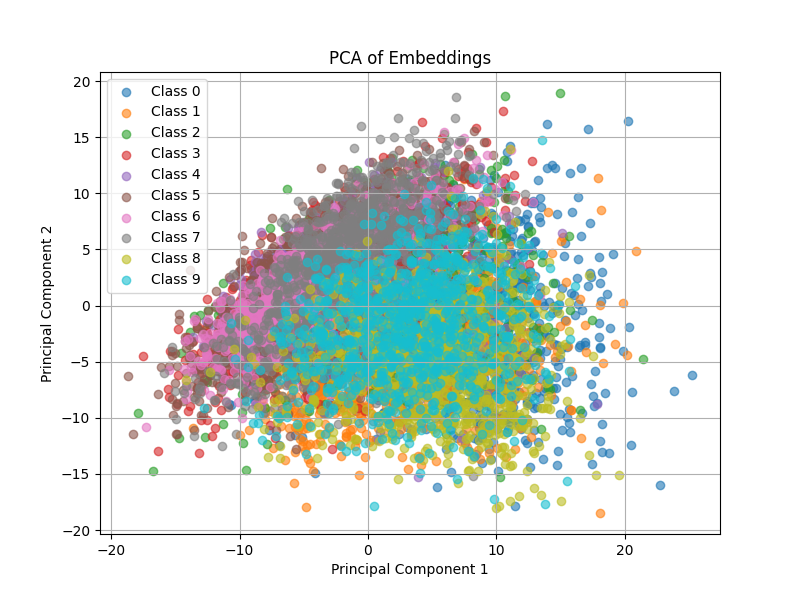 PCA of Embeddings
Class 0
Class 1
Class 2
Class 3
Class 4
Class 5
Class 6
Class 7
Class 8
Class 9
Principal Component 2
20
15
10
5
0
−5
−10
−15
−20
−20 −10 0 10 20
Principal Component 1